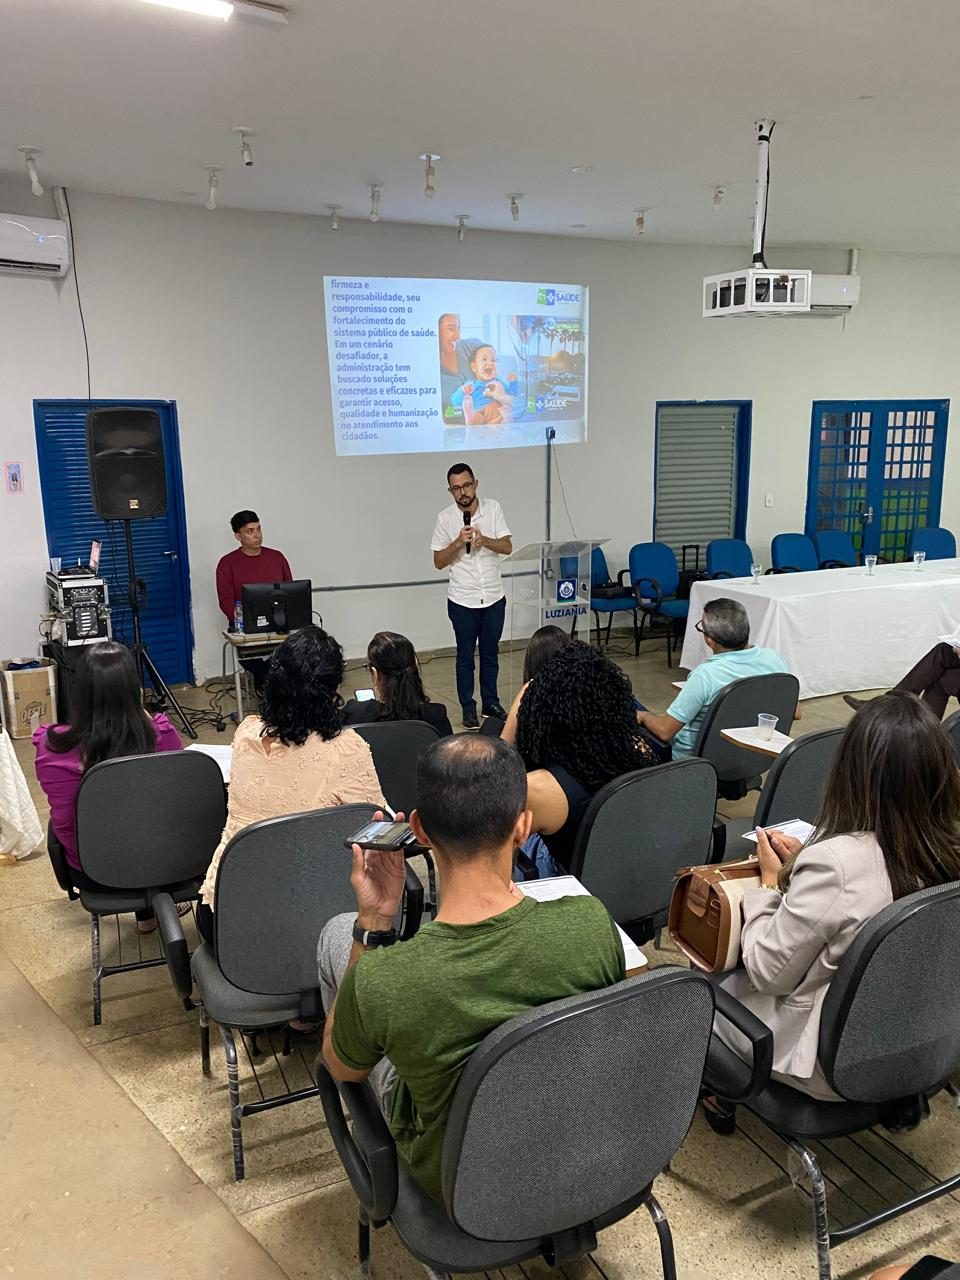 firmeza e
responsabilidade, seu
compromisso com o
fortalecimento do
sistema público de saúde.
Em um cenário
desafiador, a
administração tem
buscado soluções
concretas e eficazes para
garantir acesso,
qualidade e humanização
no atendimento aos
cidadãos.
SAÚDE
SAÚDE
LUZIÂNIA